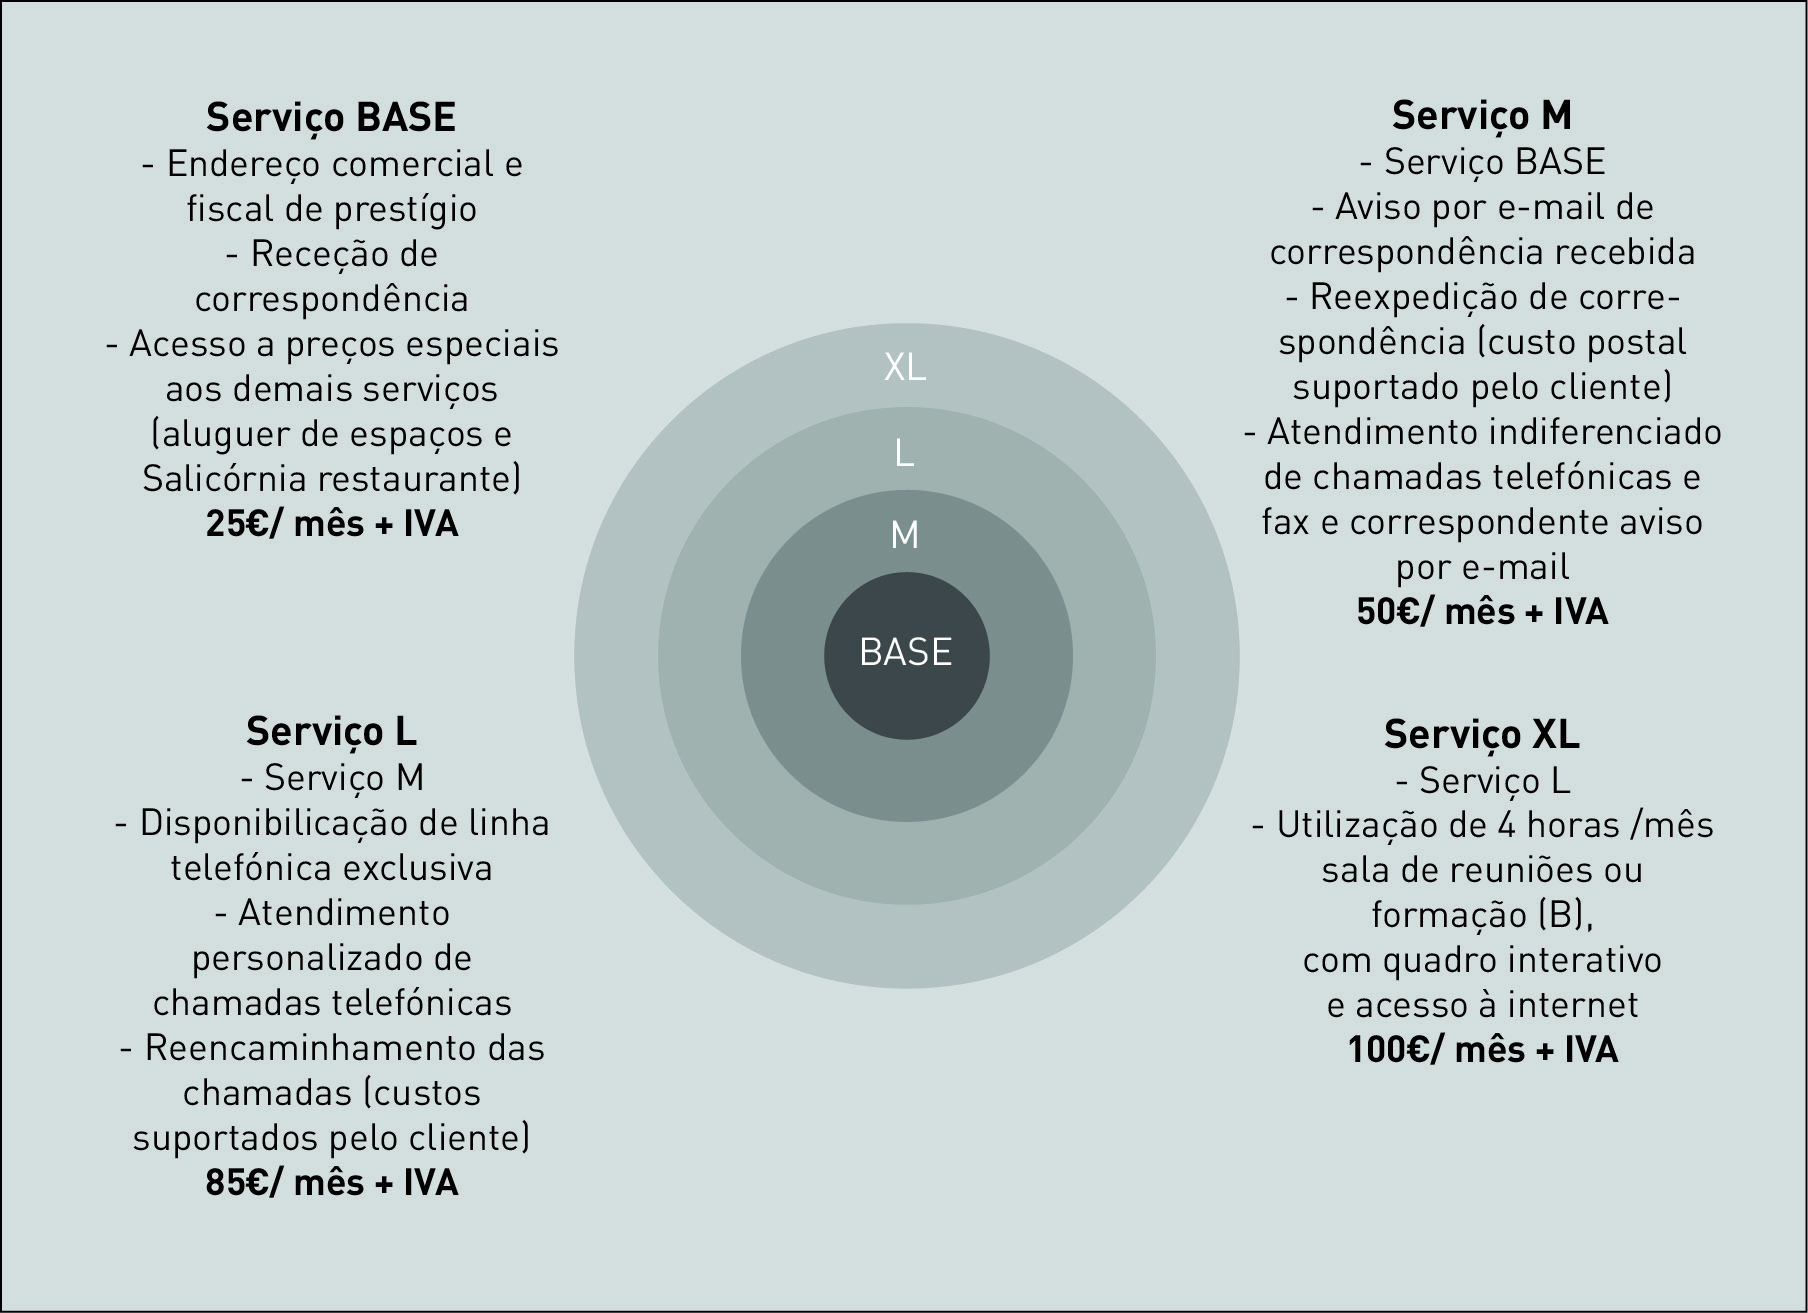 Serviço BASE
- Endereço comercial e
fiscal de prestígio
- Receção de
correspondência
- Acesso a preços especiais
aos demais serviços
(aluguer de espaços e
Salicórnia restaurante)
25€/ mês + IVA
Serviço M
- Serviço BASE
- Aviso por e-mail de
correspondência recebida
- Reexpedição de corre-
spondência (custo postal
suportado pelo cliente)
- Atendimento indiferenciado
de chamadas telefónicas e
fax e correspondente aviso
por e-mail
50€/ mês + IVA
XL
L
M
BASE
Serviço L
- Serviço M
- Disponibilicação de linha
telefónica exclusiva
- Atendimento
personalizado de
chamadas telefónicas
- Reencaminhamento das
chamadas (custos
suportados pelo cliente)
85€/ mês + IVA
Serviço XL
- Serviço L
- Utilização de 4 horas /mês
sala de reuniões ou
formação (B),
com quadro interativo
e acesso à internet
100€/ mês + IVA